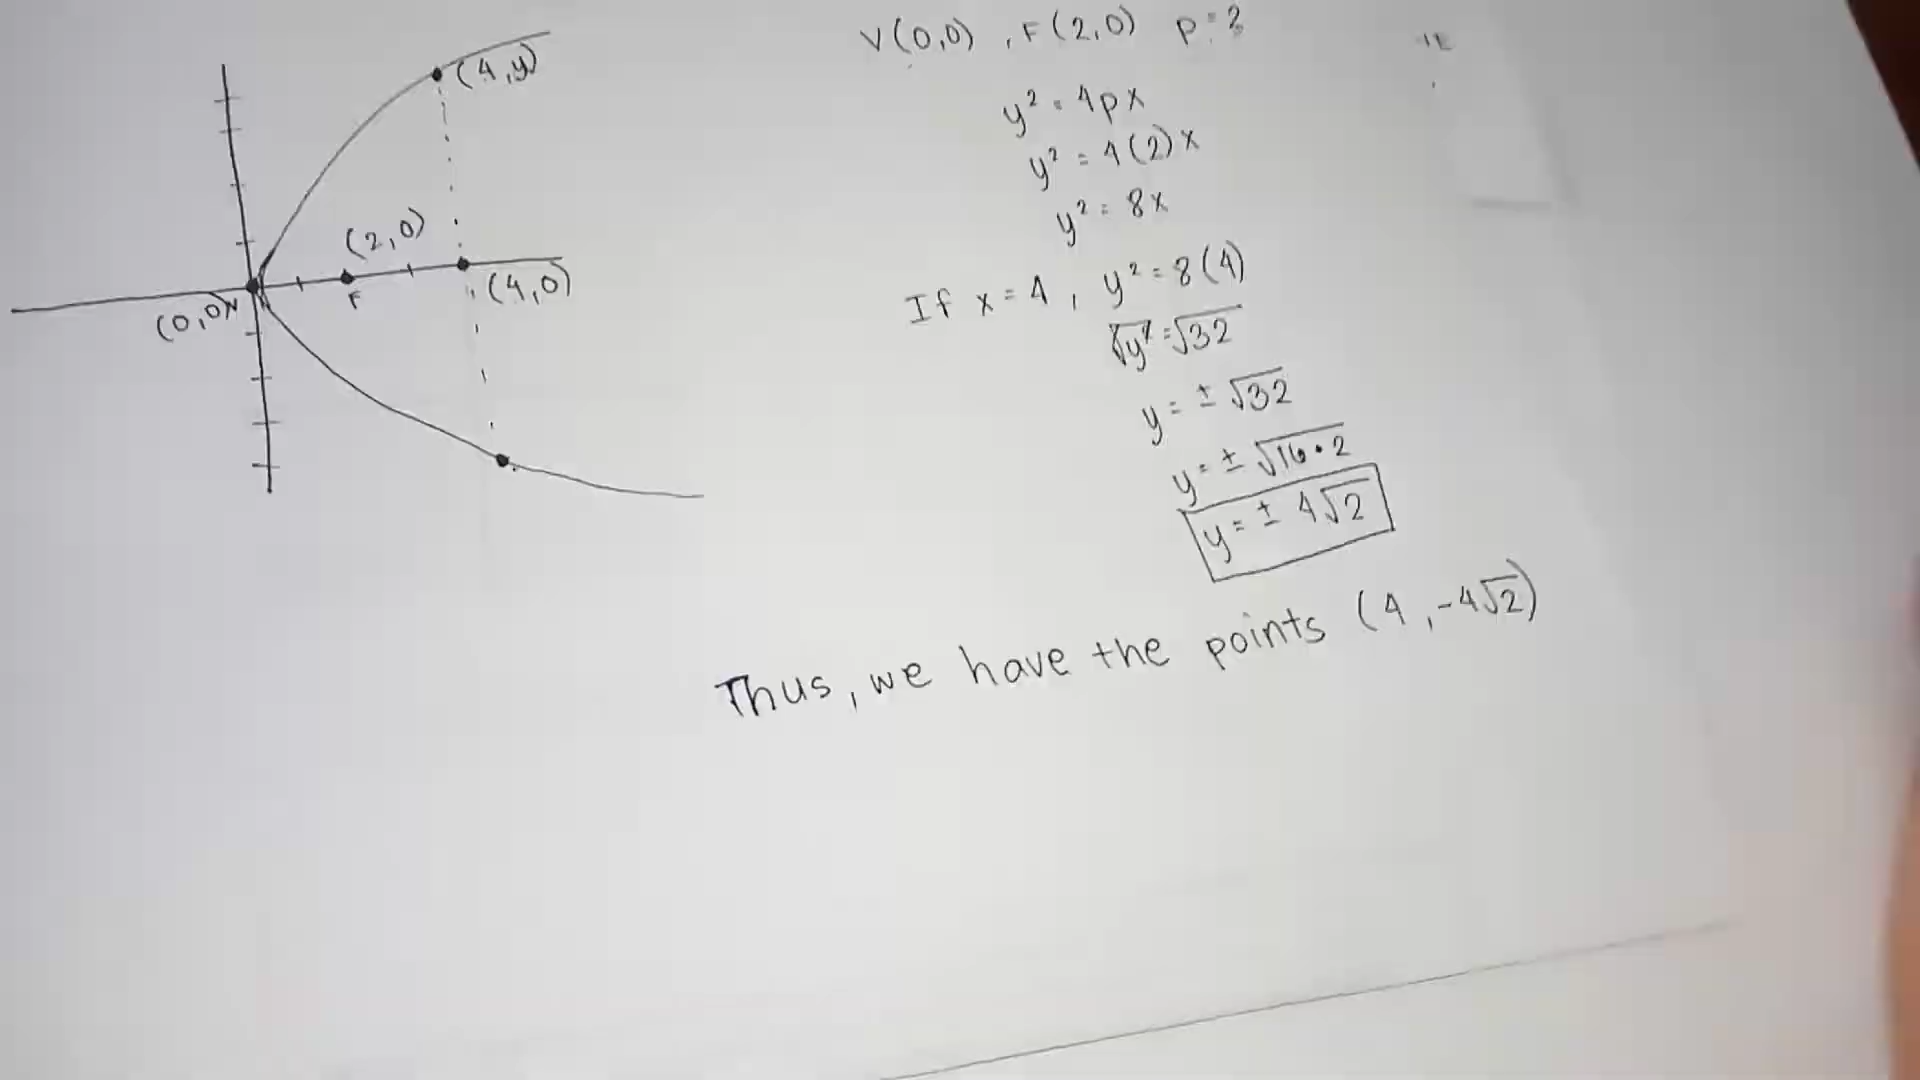 (4,y)
(2,0)
F
(4,0)
(0,0)V
V(0,0), F(2,0) p=2
y² = 4px
y² = 4(2)x
y² = 8x
If x = 4, y² = 8(4)
√y² = √32
y = ± √32
y = ± √16•2
y = ± 4√2
Thus, we have the points (4,-4√2)